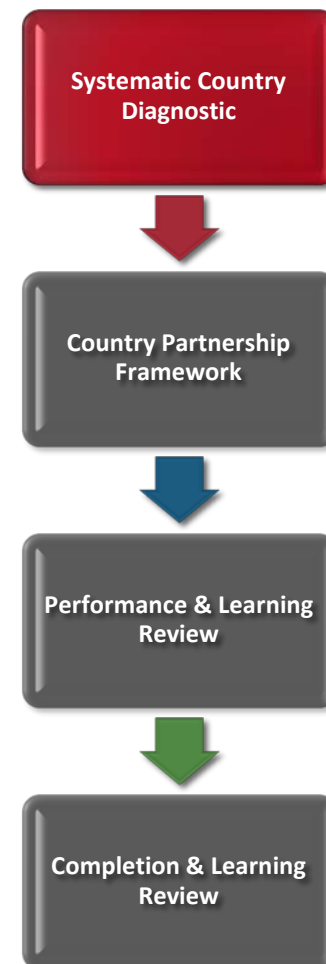 Systematic Country
Diagnostic
Country Partnership
Framework
Performance & Learning
Review
Completion & Learning
Review